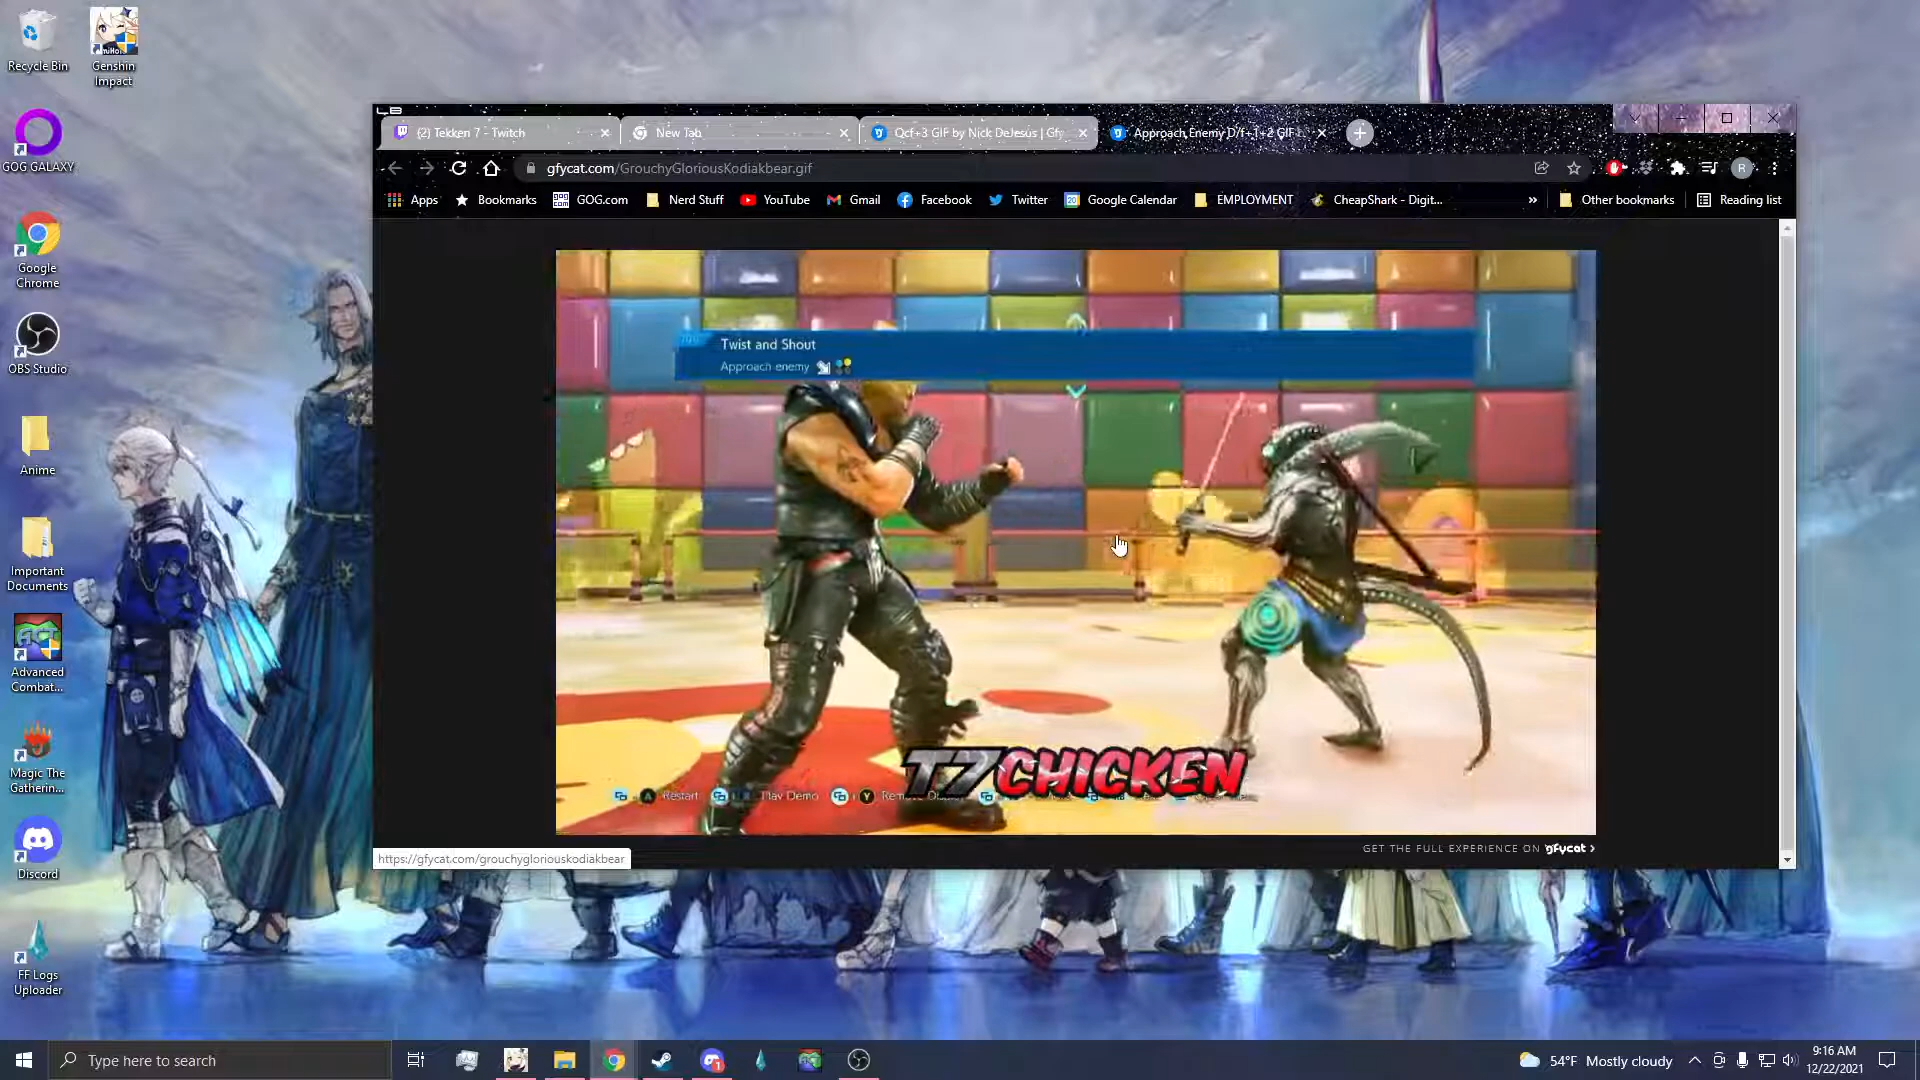 Recycle Bin
Genshin
Impact
GOG GALAXY
Google
Chrome
OBS Studio
Anime
Important
Documents
Advanced
Combat...
Magic The
Gatherin...
Discord
FF Logs
Uploader
(2) Tekken 7 - Twitch
New Tab
Qcf+3 GIF by Nick DeJesus | Gfy
Approach Enemy D/f+1+2 GIF
gfycat.com/GrouchyGloriousKodiakbear.gif
R
Apps
Bookmarks
GOG.com
Nerd Stuff
YouTube
Gmail
Facebook
Twitter
Google Calendar
EMPLOYMENT
CheapShark - Digit...
»
Other bookmarks
Reading list
Twist and Shout
Approach enemy
T7CHICKEN
A Restart
Play Demo
Y
GET THE FULL EXPERIENCE ON gfycat >
https://gfycat.com/grouchygloriouskodiakbear
Type here to search
54°F Mostly cloudy
9:16 AM
12/22/2021